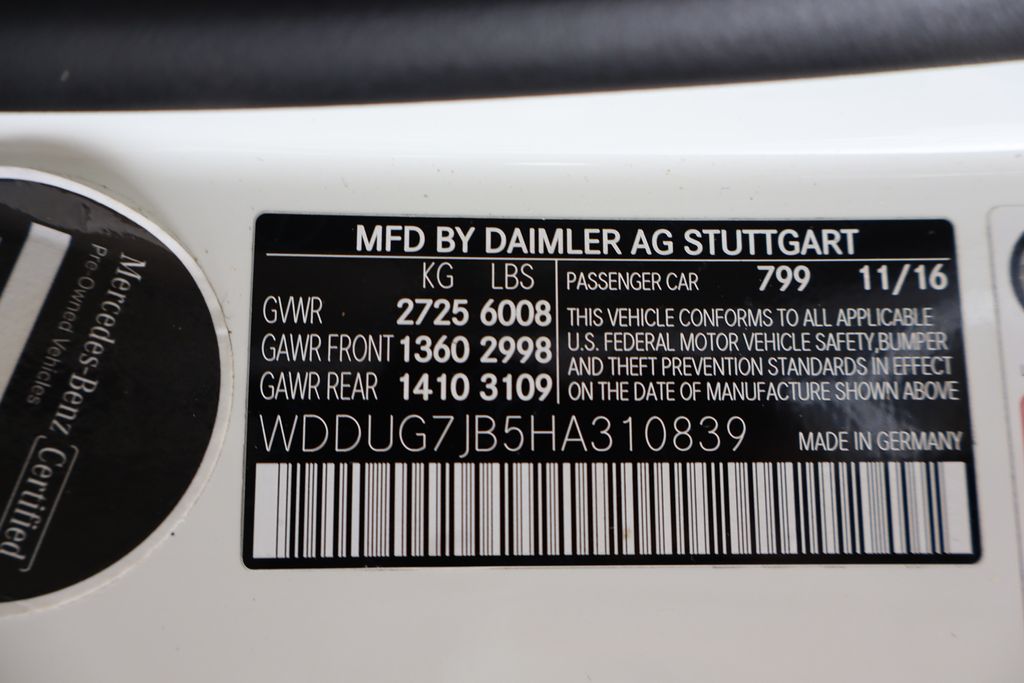 MFD BY DAIMLER AG STUTTGART
KG LBS
GVWR 2725 6008
GAWR FRONT 1360 2998
GAWR REAR 1410 3109
PASSENGER CAR 799 11/16
THIS VEHICLE CONFORMS TO ALL APPLICABLE
U.S. FEDERAL MOTOR VEHICLE SAFETY, BUMPER
AND THEFT PREVENTION STANDARDS IN EFFECT
ON THE DATE OF MANUFACTURE SHOWN ABOVE
WDDUG7JB5HA310839 MADE IN GERMANY
Mercedes-Benz Certified
Pre-Owned Vehicles